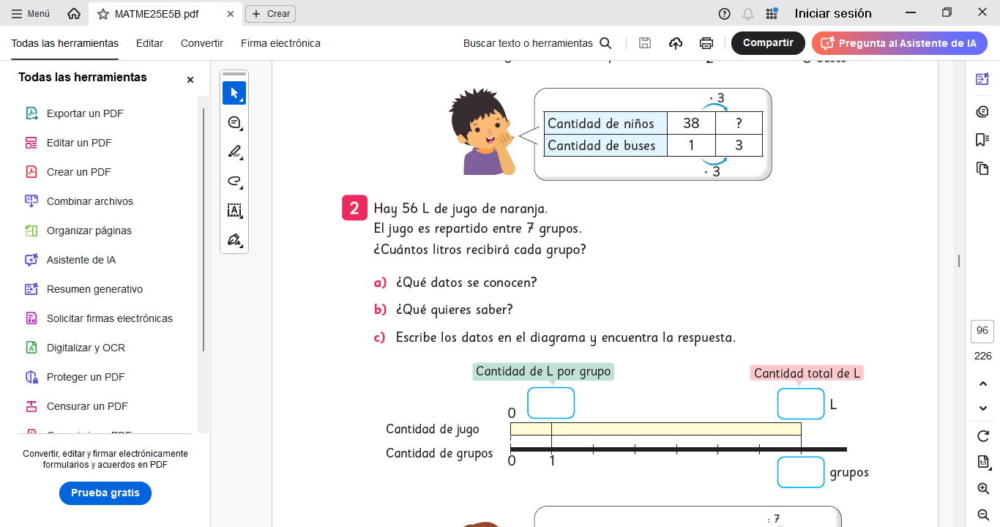 Menú
MATME25E5B.pdf
Crear
Iniciar sesión
Todas las herramientas
Editar
Convertir
Firma electrónica
Buscar texto o herramientas
Compartir
Pregunta al Asistente de IA
Todas las herramientas
Exportar un PDF
Editar un PDF
Crear un PDF
Combinar archivos
Organizar páginas
Asistente de IA
Resumen generativo
Solicitar firmas electrónicas
Digitalizar y OCR
Proteger un PDF
Censurar un PDF
Convertir, editar y firmar electrónicamente
formularios y acuerdos en PDF
Prueba gratis
· 3
Cantidad de niños 38 ?
Cantidad de buses 1 3
· 3
2 Hay 56 L de jugo de naranja.
El jugo es repartido entre 7 grupos.
¿Cuántos litros recibirá cada grupo?
a) ¿Qué datos se conocen?
b) ¿Qué quieres saber?
c) Escribe los datos en el diagrama y encuentra la respuesta.
Cantidad de L por grupo
Cantidad total de L
0
L
Cantidad de jugo
Cantidad de grupos
0 1
grupos
: 7
96
226